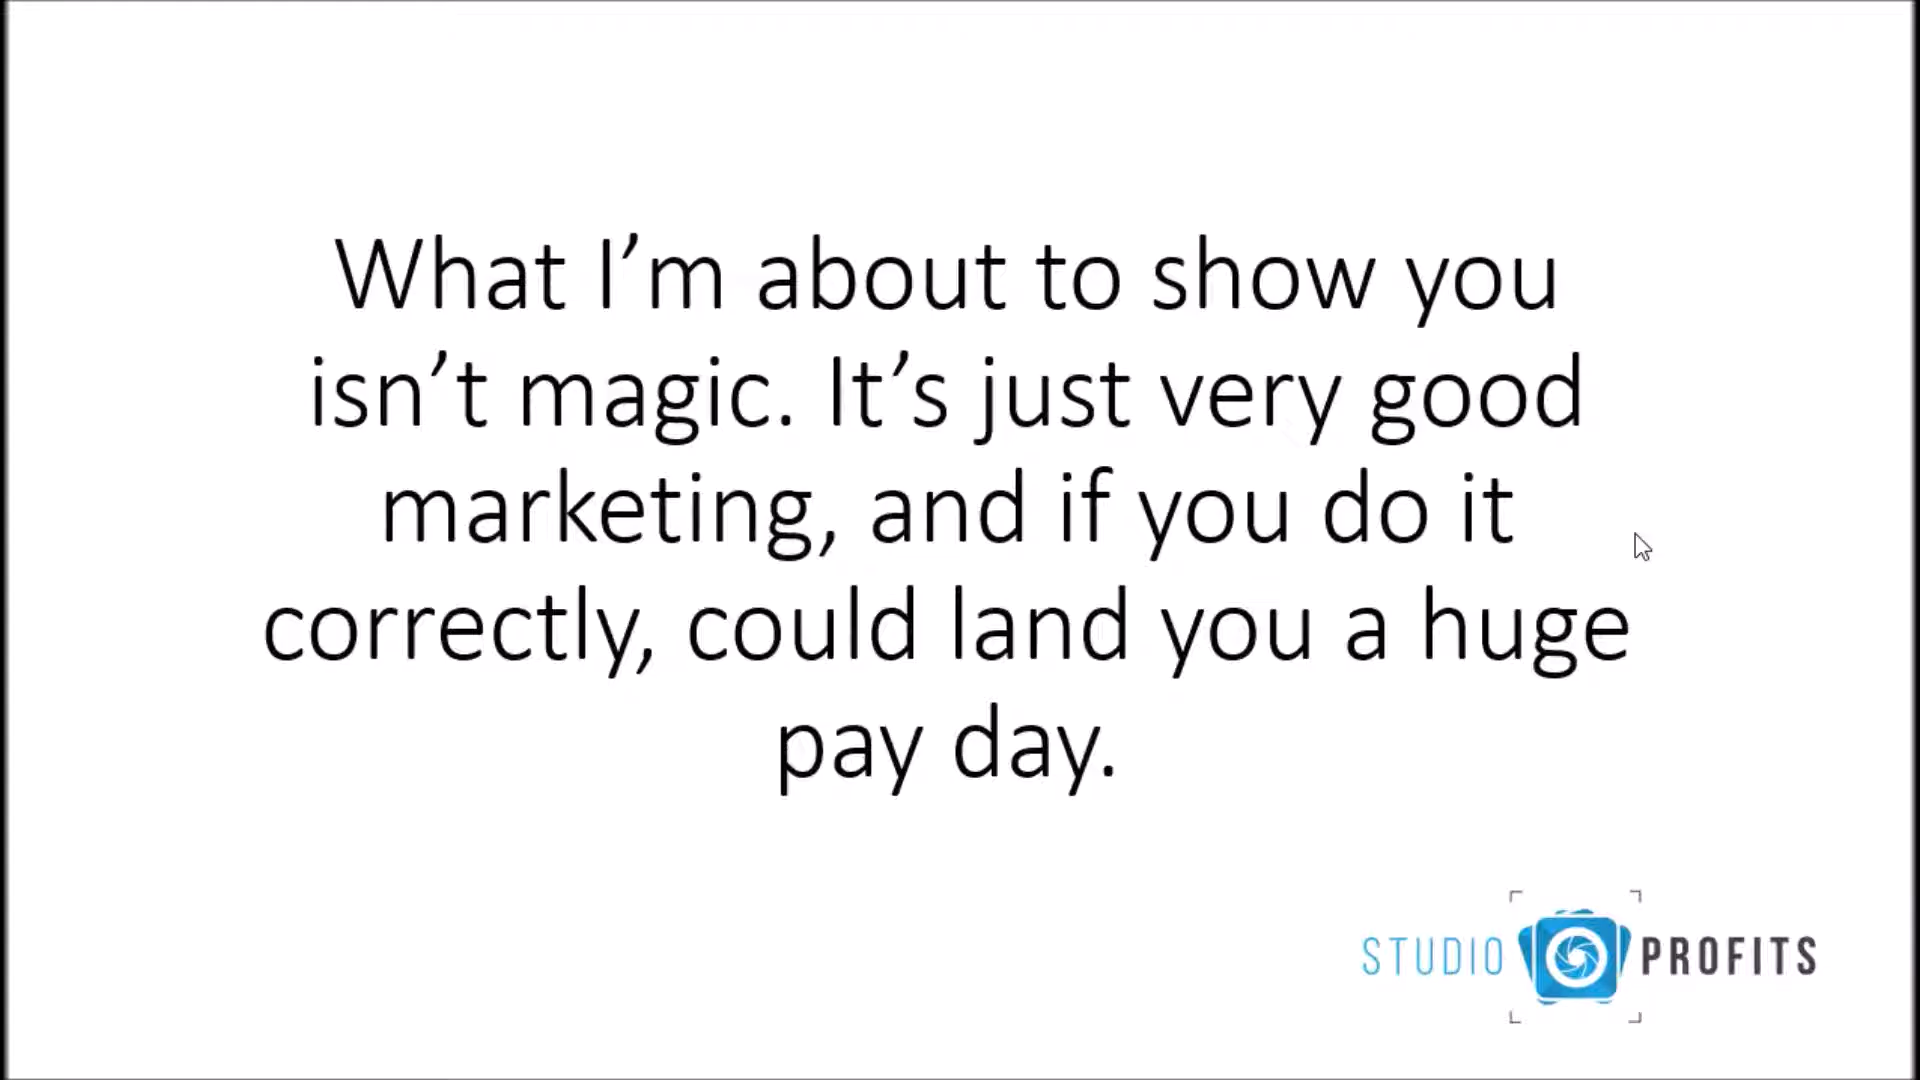 What I’m about to show you
isn’t magic. It’s just very good
marketing, and if you do it
correctly, could land you a huge
pay day.
STUDIO PROFITS